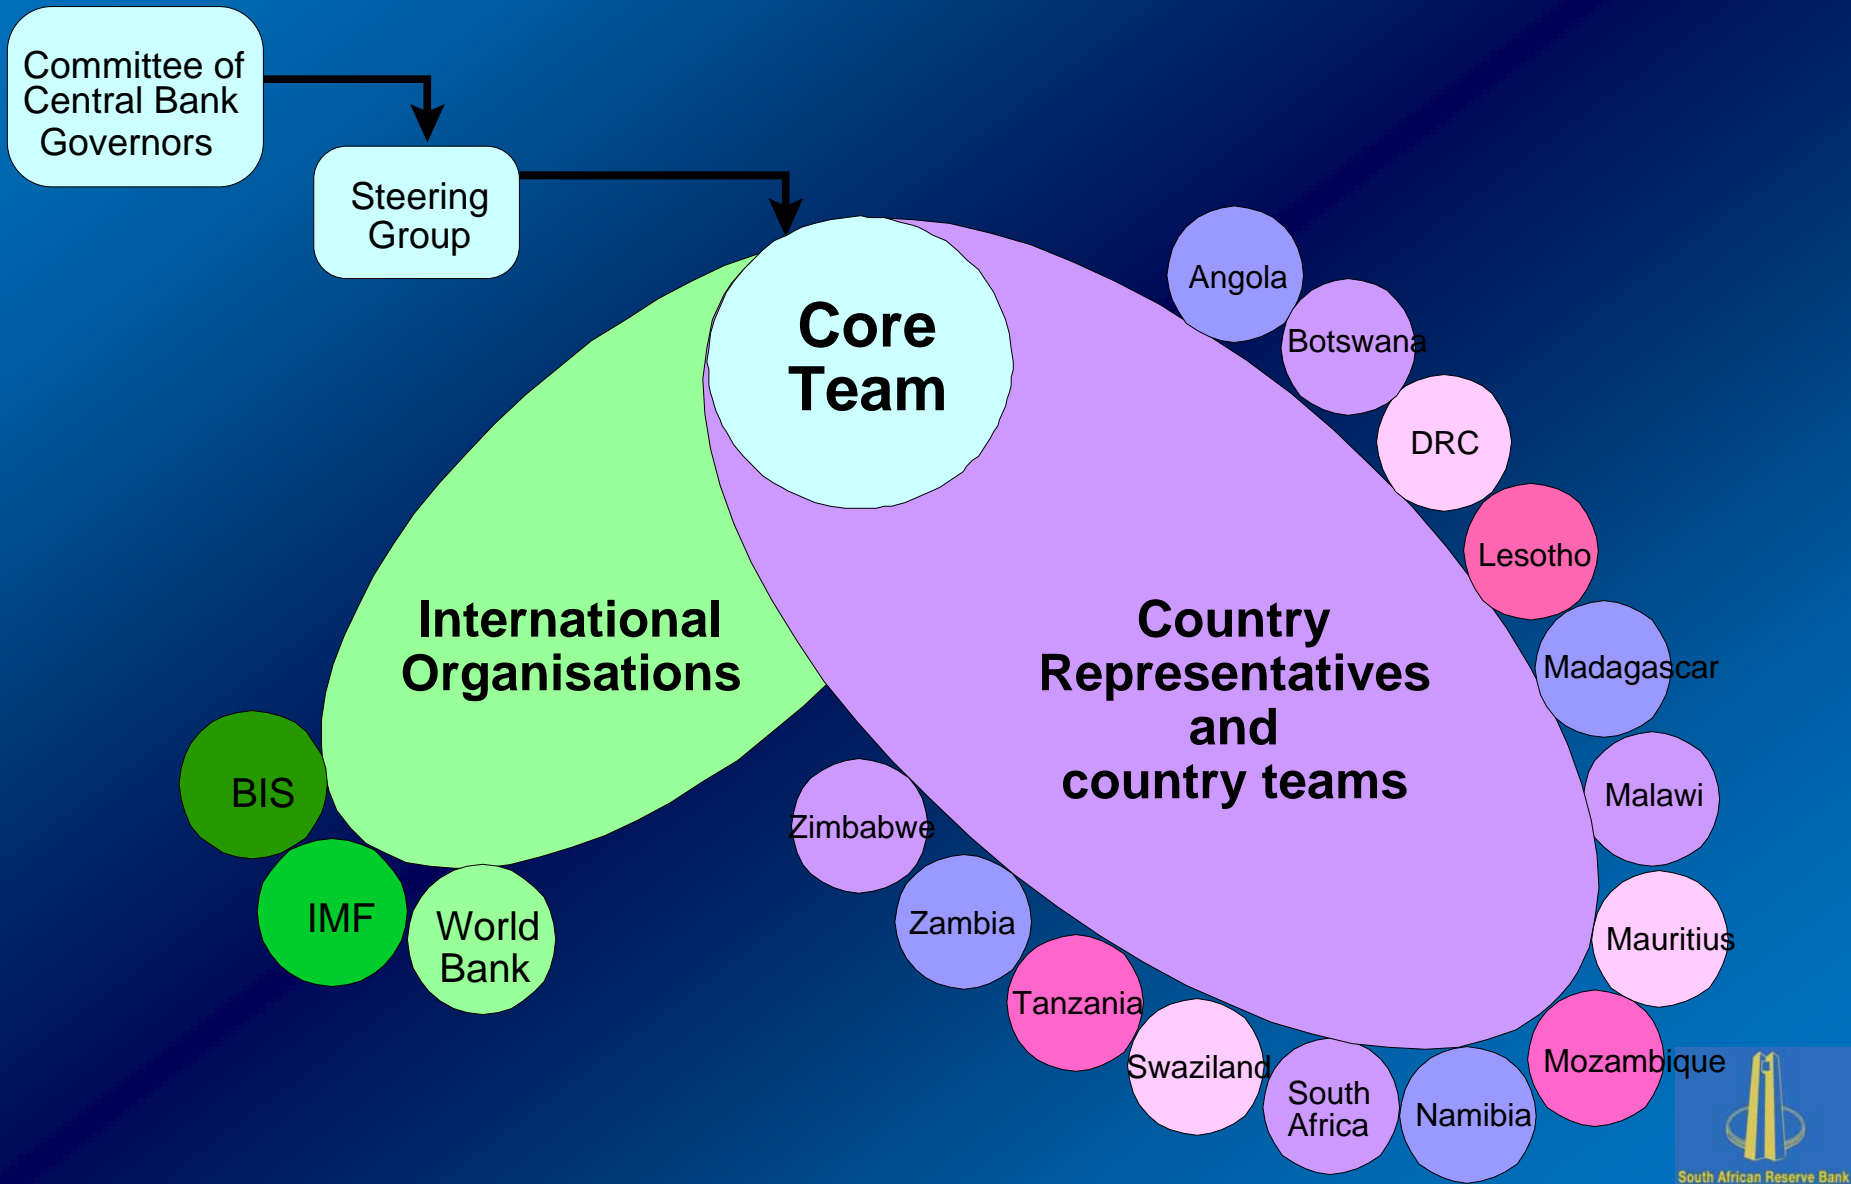 Committee of
Central Bank
Governors
Steering
Group
Core
Team
International
Organisations
Country
Representatives
and
country teams
Angola
Botswana
DRC
Lesotho
Madagascar
Malawi
Mauritius
Mozambique
Namibia
South
Africa
Swaziland
Tanzania
Zambia
Zimbabwe
BIS
IMF
World
Bank
South African Reserve Bank